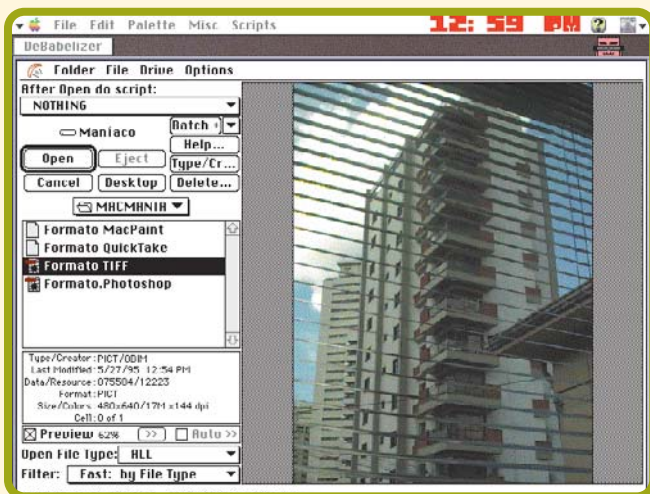 File Edit Palette Misc Scripts 12:59 PM
DeBabelizer
Folder File Drive Options
After Open do script:
NOTHING
Maníaco
Batch
Help...
Open Eject Type/Cr...
Cancel Desktop Delete...
MACMANIA
Formato MacPaint
Formato QuickTake
Formato TIFF
Formato.Photoshop
Type/Creator: PICT/ODIM
Last Modified: 5/27/95 12:54 PM
Data/Resource: 875504/12223
Format: PICT
Size/Colors: 480x640/17M x144 dpi
Cell: 0 of 1
Preview 62% >> Auto >>
Open File Type: ALL
Filter: Fast: by File Type